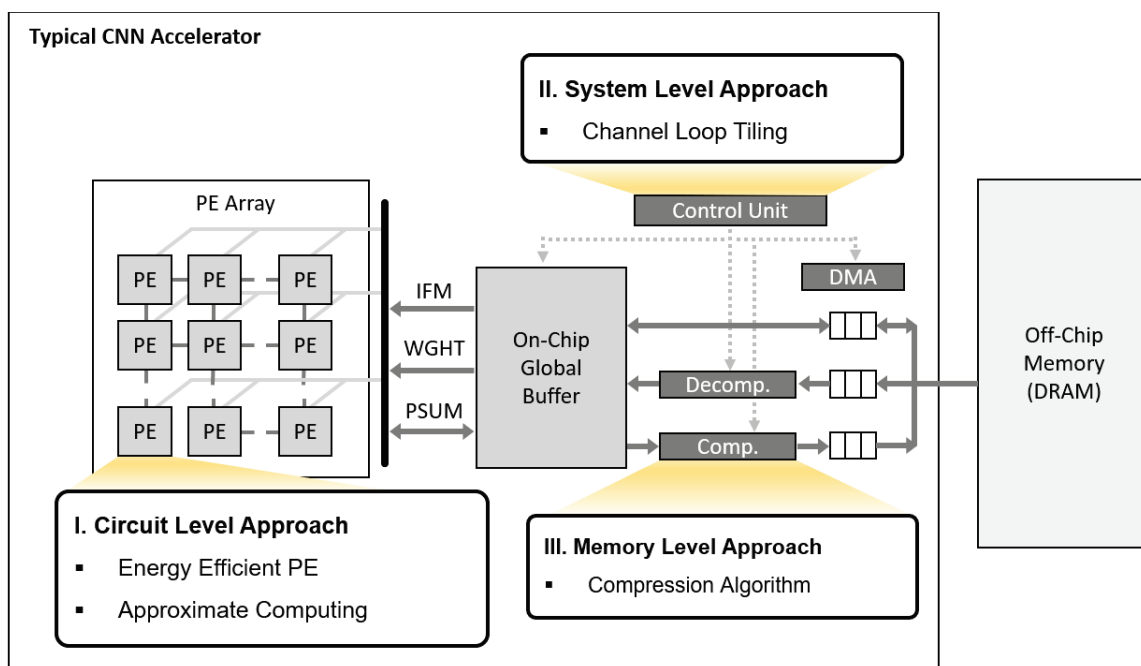 Typical CNN Accelerator
II. System Level Approach
▪ Channel Loop Tiling
PE Array
Control Unit
PE PE PE
PE PE PE
PE PE PE
IFM
WGHT
PSUM
On-Chip
Global
Buffer
DMA
Decomp.
Comp.
Off-Chip
Memory
(DRAM)
I. Circuit Level Approach
▪ Energy Efficient PE
▪ Approximate Computing
III. Memory Level Approach
▪ Compression Algorithm